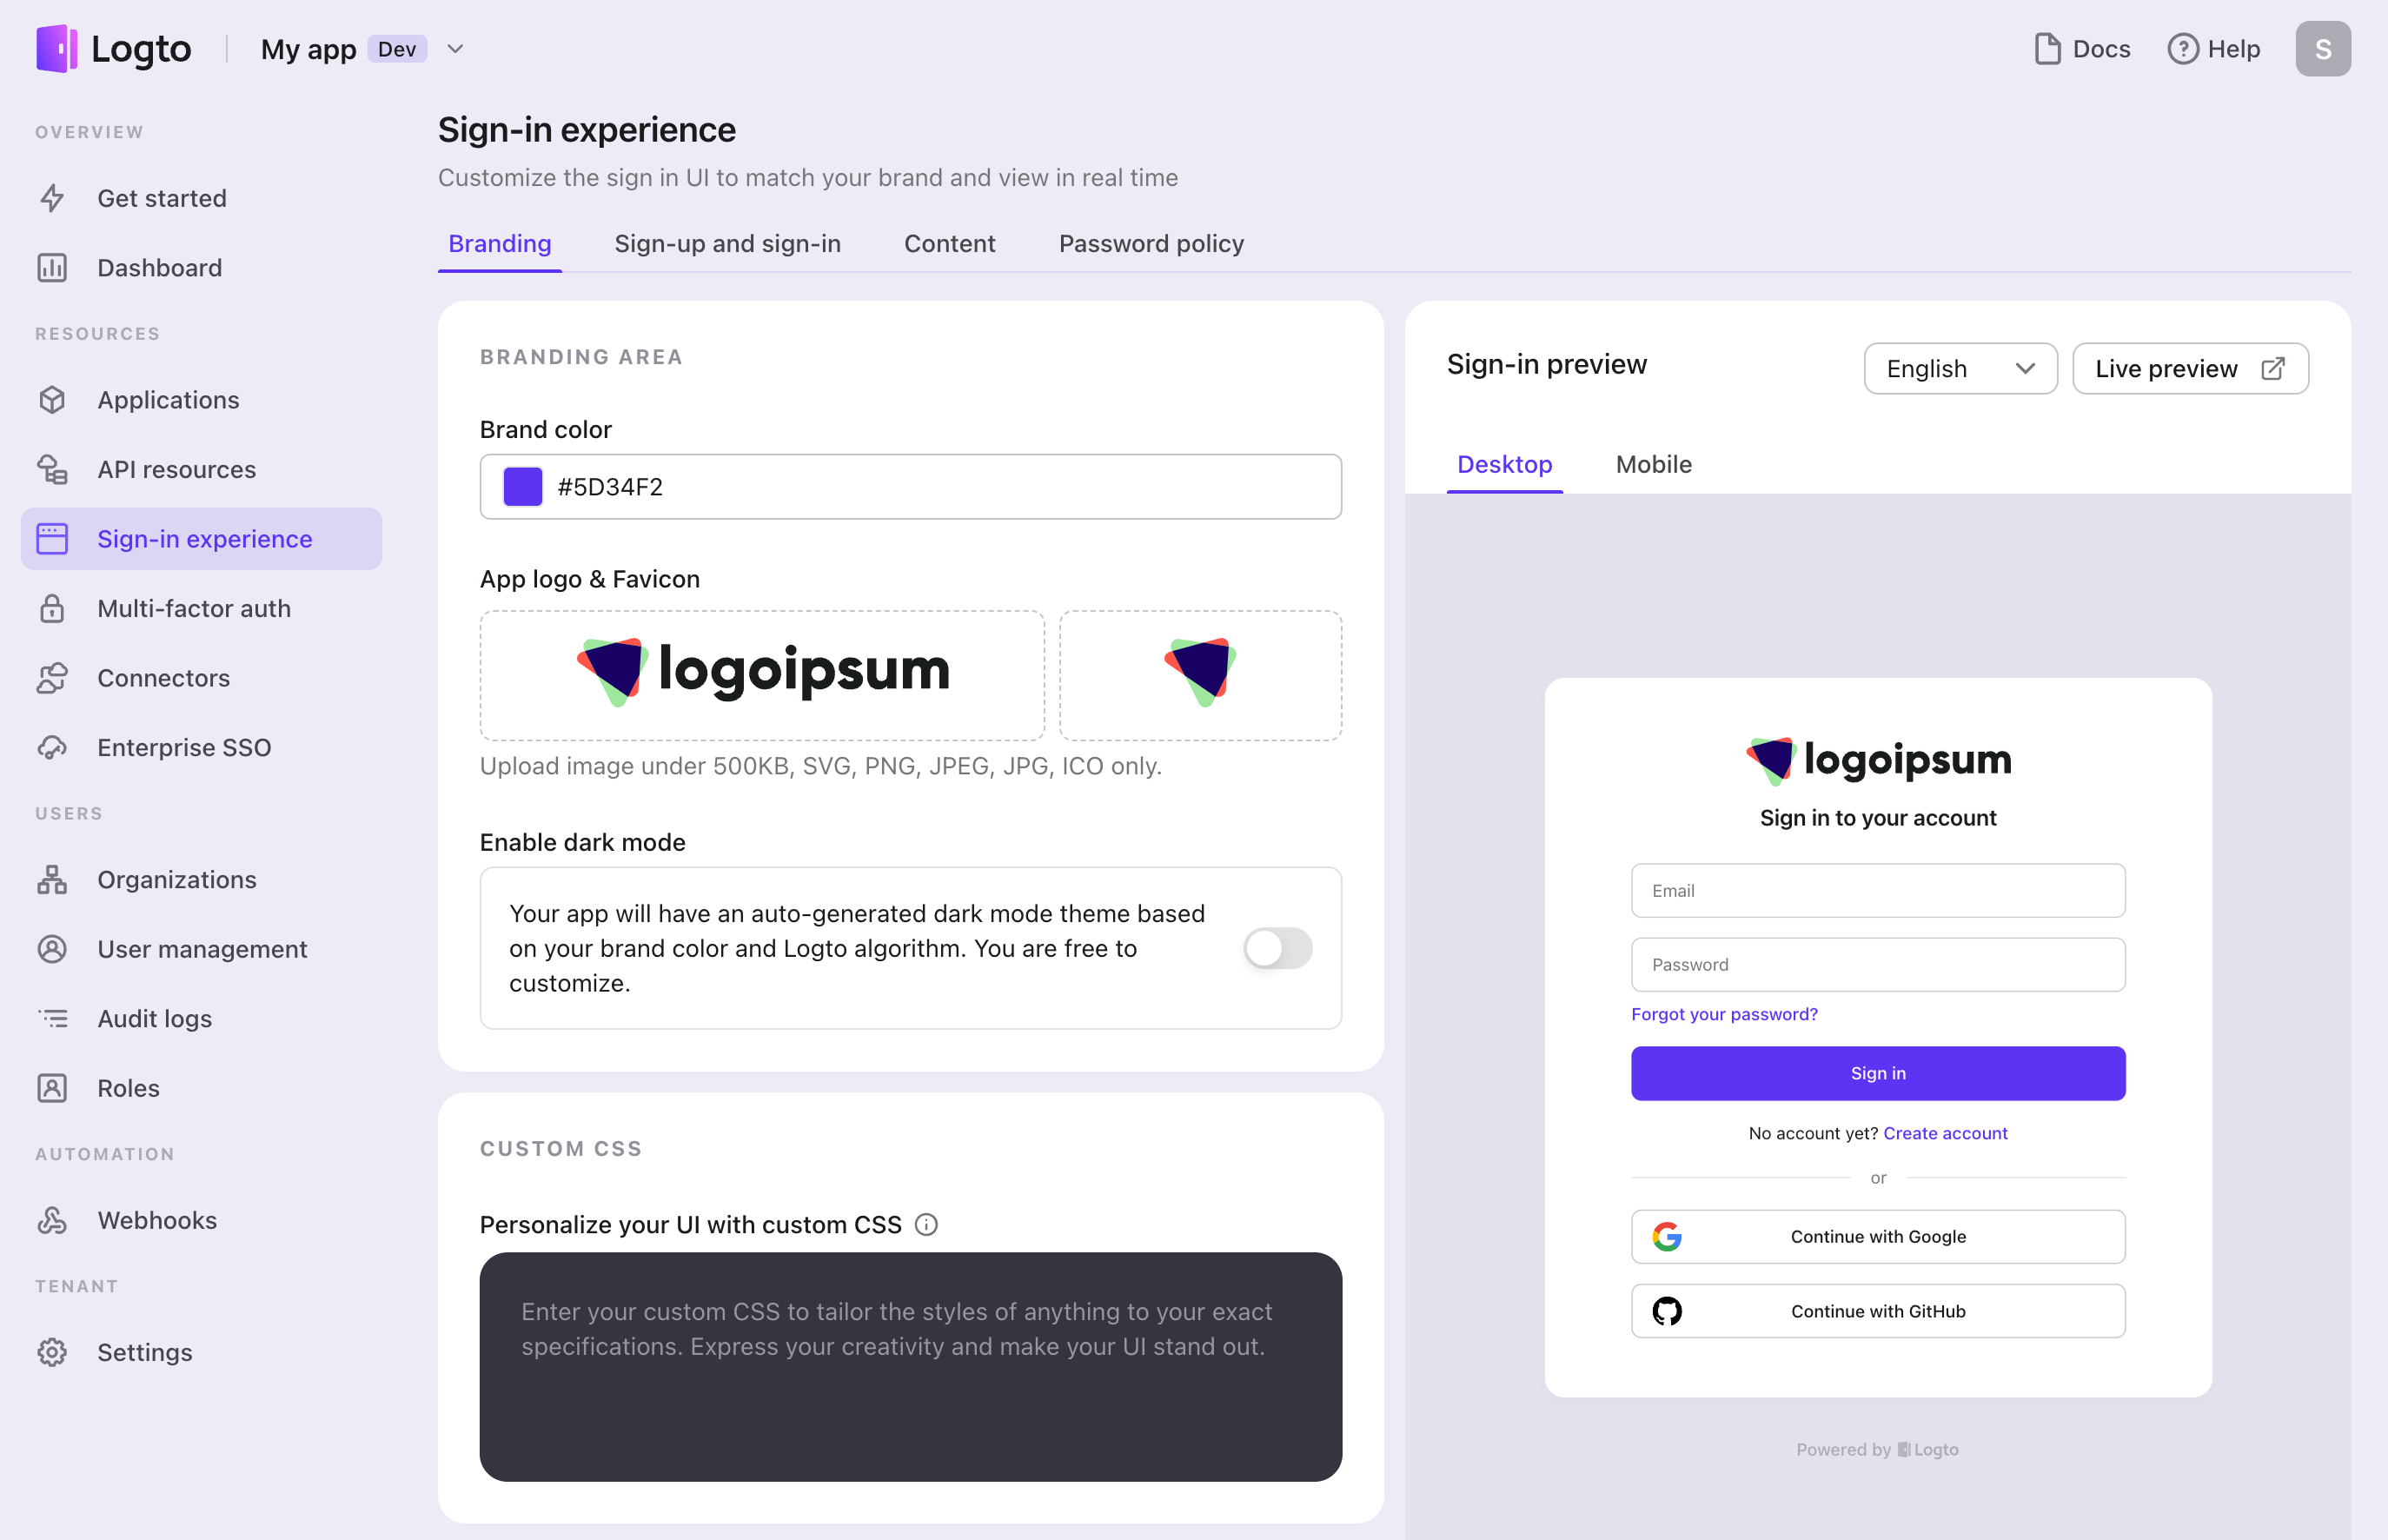 Logto
My app Dev
Docs
Help
S
OVERVIEW
Get started
Dashboard
RESOURCES
Applications
API resources
Sign-in experience
Multi-factor auth
Connectors
Enterprise SSO
USERS
Organizations
User management
Audit logs
Roles
AUTOMATION
Webhooks
TENANT
Settings
Sign-in experience
Customize the sign in UI to match your brand and view in real time
Branding
Sign-up and sign-in
Content
Password policy
BRANDING AREA
Brand color
#5D34F2
App logo & Favicon
logoipsum
Upload image under 500KB, SVG, PNG, JPEG, JPG, ICO only.
Enable dark mode
Your app will have an auto-generated dark mode theme based
on your brand color and Logto algorithm. You are free to
customize.
CUSTOM CSS
Personalize your UI with custom CSS
Enter your custom CSS to tailor the styles of anything to your exact
specifications. Express your creativity and make your UI stand out.
Sign-in preview
English
Live preview
Desktop
Mobile
logoipsum
Sign in to your account
Email
Password
Forgot your password?
Sign in
No account yet? Create account
or
Continue with Google
Continue with GitHub
Powered by Logto